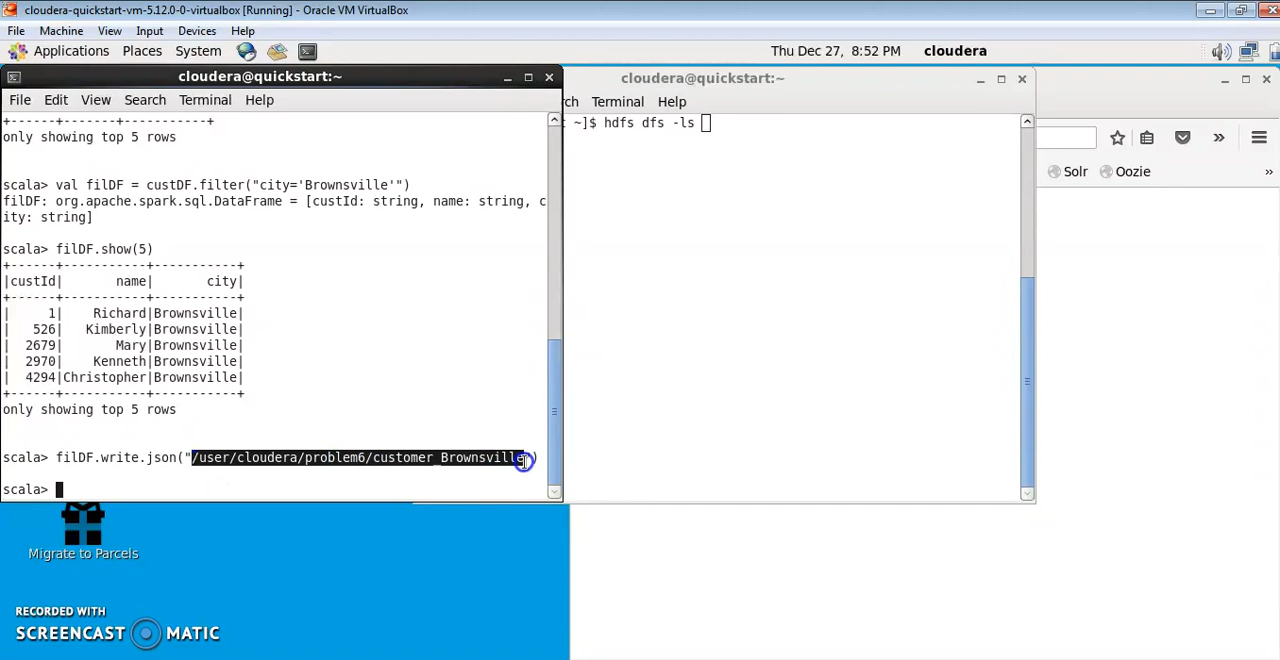 cloudera-quickstart-vm-5.12.0-0-virtualbox [Running] - Oracle VM VirtualBox
File Machine View Input Devices Help
Applications Places System Thu Dec 27, 8:52 PM cloudera
cloudera@quickstart:~
File Edit View Search Terminal Help
+------+-------+-----------+
only showing top 5 rows
scala> val filDF = custDF.filter("city='Brownsville'")
filDF: org.apache.spark.sql.DataFrame = [custId: string, name: string, c
ity: string]
scala> filDF.show(5)
+------+-----------+-----------+
|custId|       name|       city|
+------+-----------+-----------+
|     1|    Richard|Brownsville|
|   526|   Kimberly|Brownsville|
|  2679|       Mary|Brownsville|
|  2970|    Kenneth|Brownsville|
|  4294|Christopher|Brownsville|
+------+-----------+-----------+
only showing top 5 rows
scala> filDF.write.json("/user/cloudera/problem6/customer_Brownsville")
scala>
cloudera@quickstart:~
ch Terminal Help
t ~]$ hdfs dfs -ls
Solr Oozie »
Migrate to Parcels
RECORDED WITH
SCREENCAST MATIC